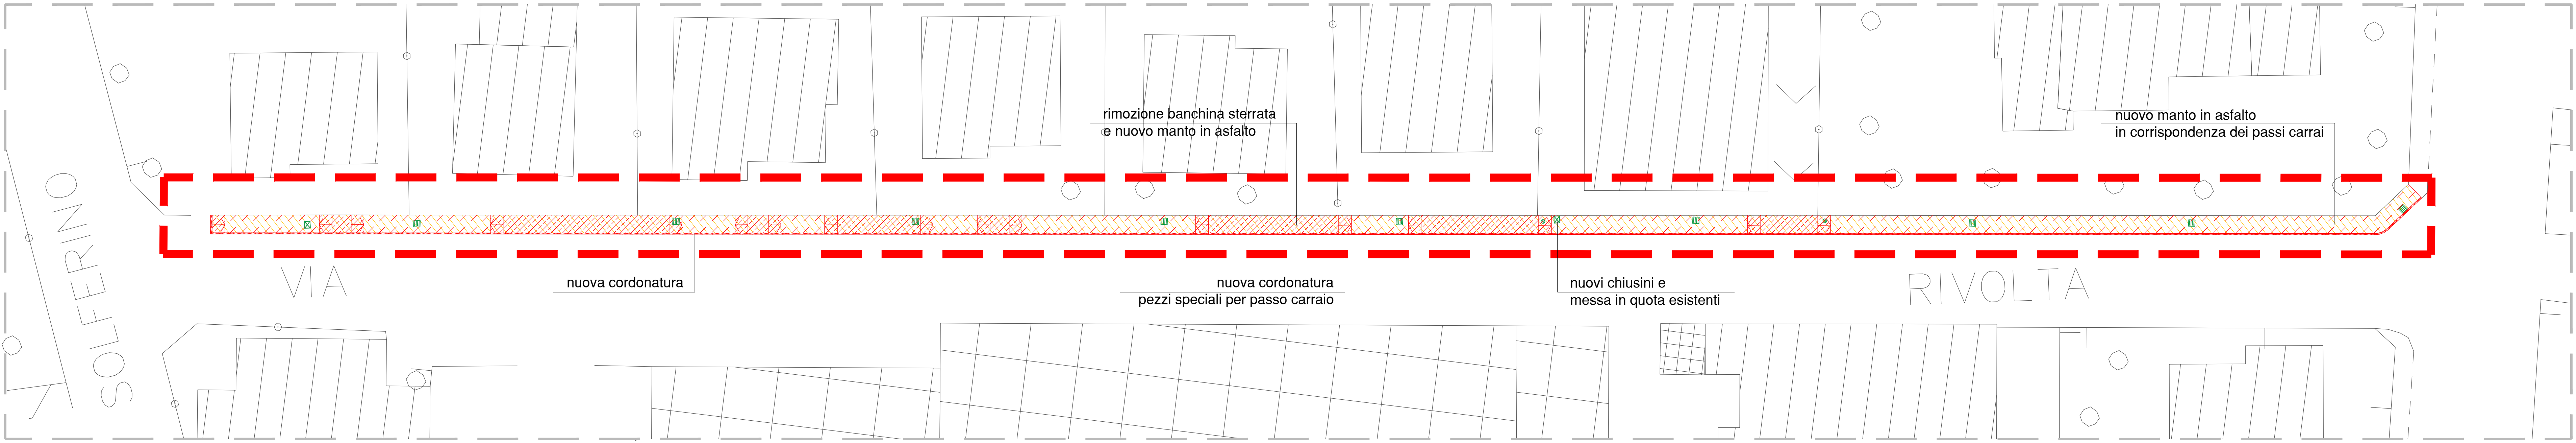 rimozione banchina sterrata
e nuovo manto in asfalto
nuovo manto in asfalto
in corrispondenza dei passi carrai
SOLFERINO
VIA
nuova cordonatura
nuova cordonatura
pezzi speciali per passo carraio
nuovi chiusini e
messa in quota esistenti
RIVOLTA